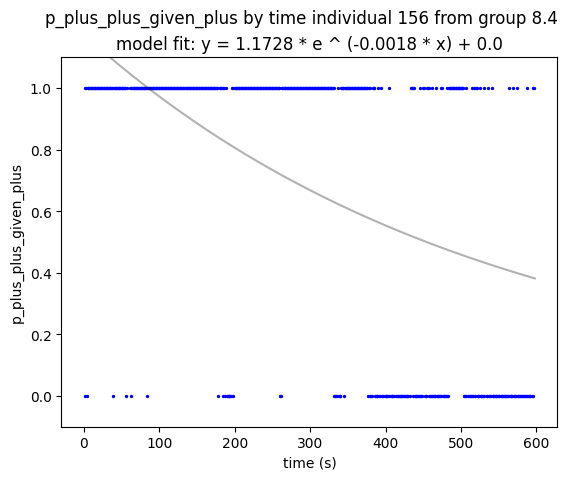 p_plus_plus_given_plus by time individual 156 from group 8.4
model fit: y = 1.1728 * e ^ (-0.0018 * x) + 0.0
1.0
0.8
0.6
0.4
0.2
0.0
p_plus_plus_given_plus
0 100 200 300 400 500 600
time (s)